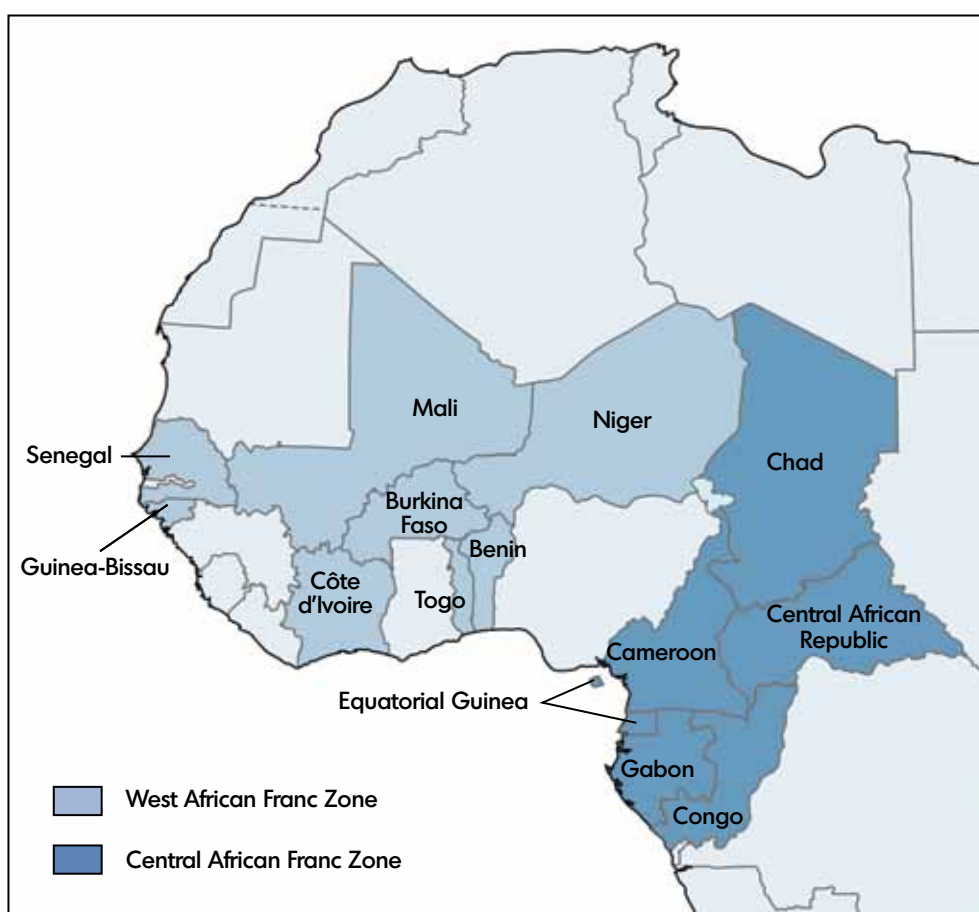 Mali
Niger
Senegal
Chad
Burkina
Faso
Benin
Guinea-Bissau
Côte
d'Ivoire
Togo
Central African
Republic
Cameroon
Equatorial Guinea
Gabon
West African Franc Zone
Congo
Central African Franc Zone